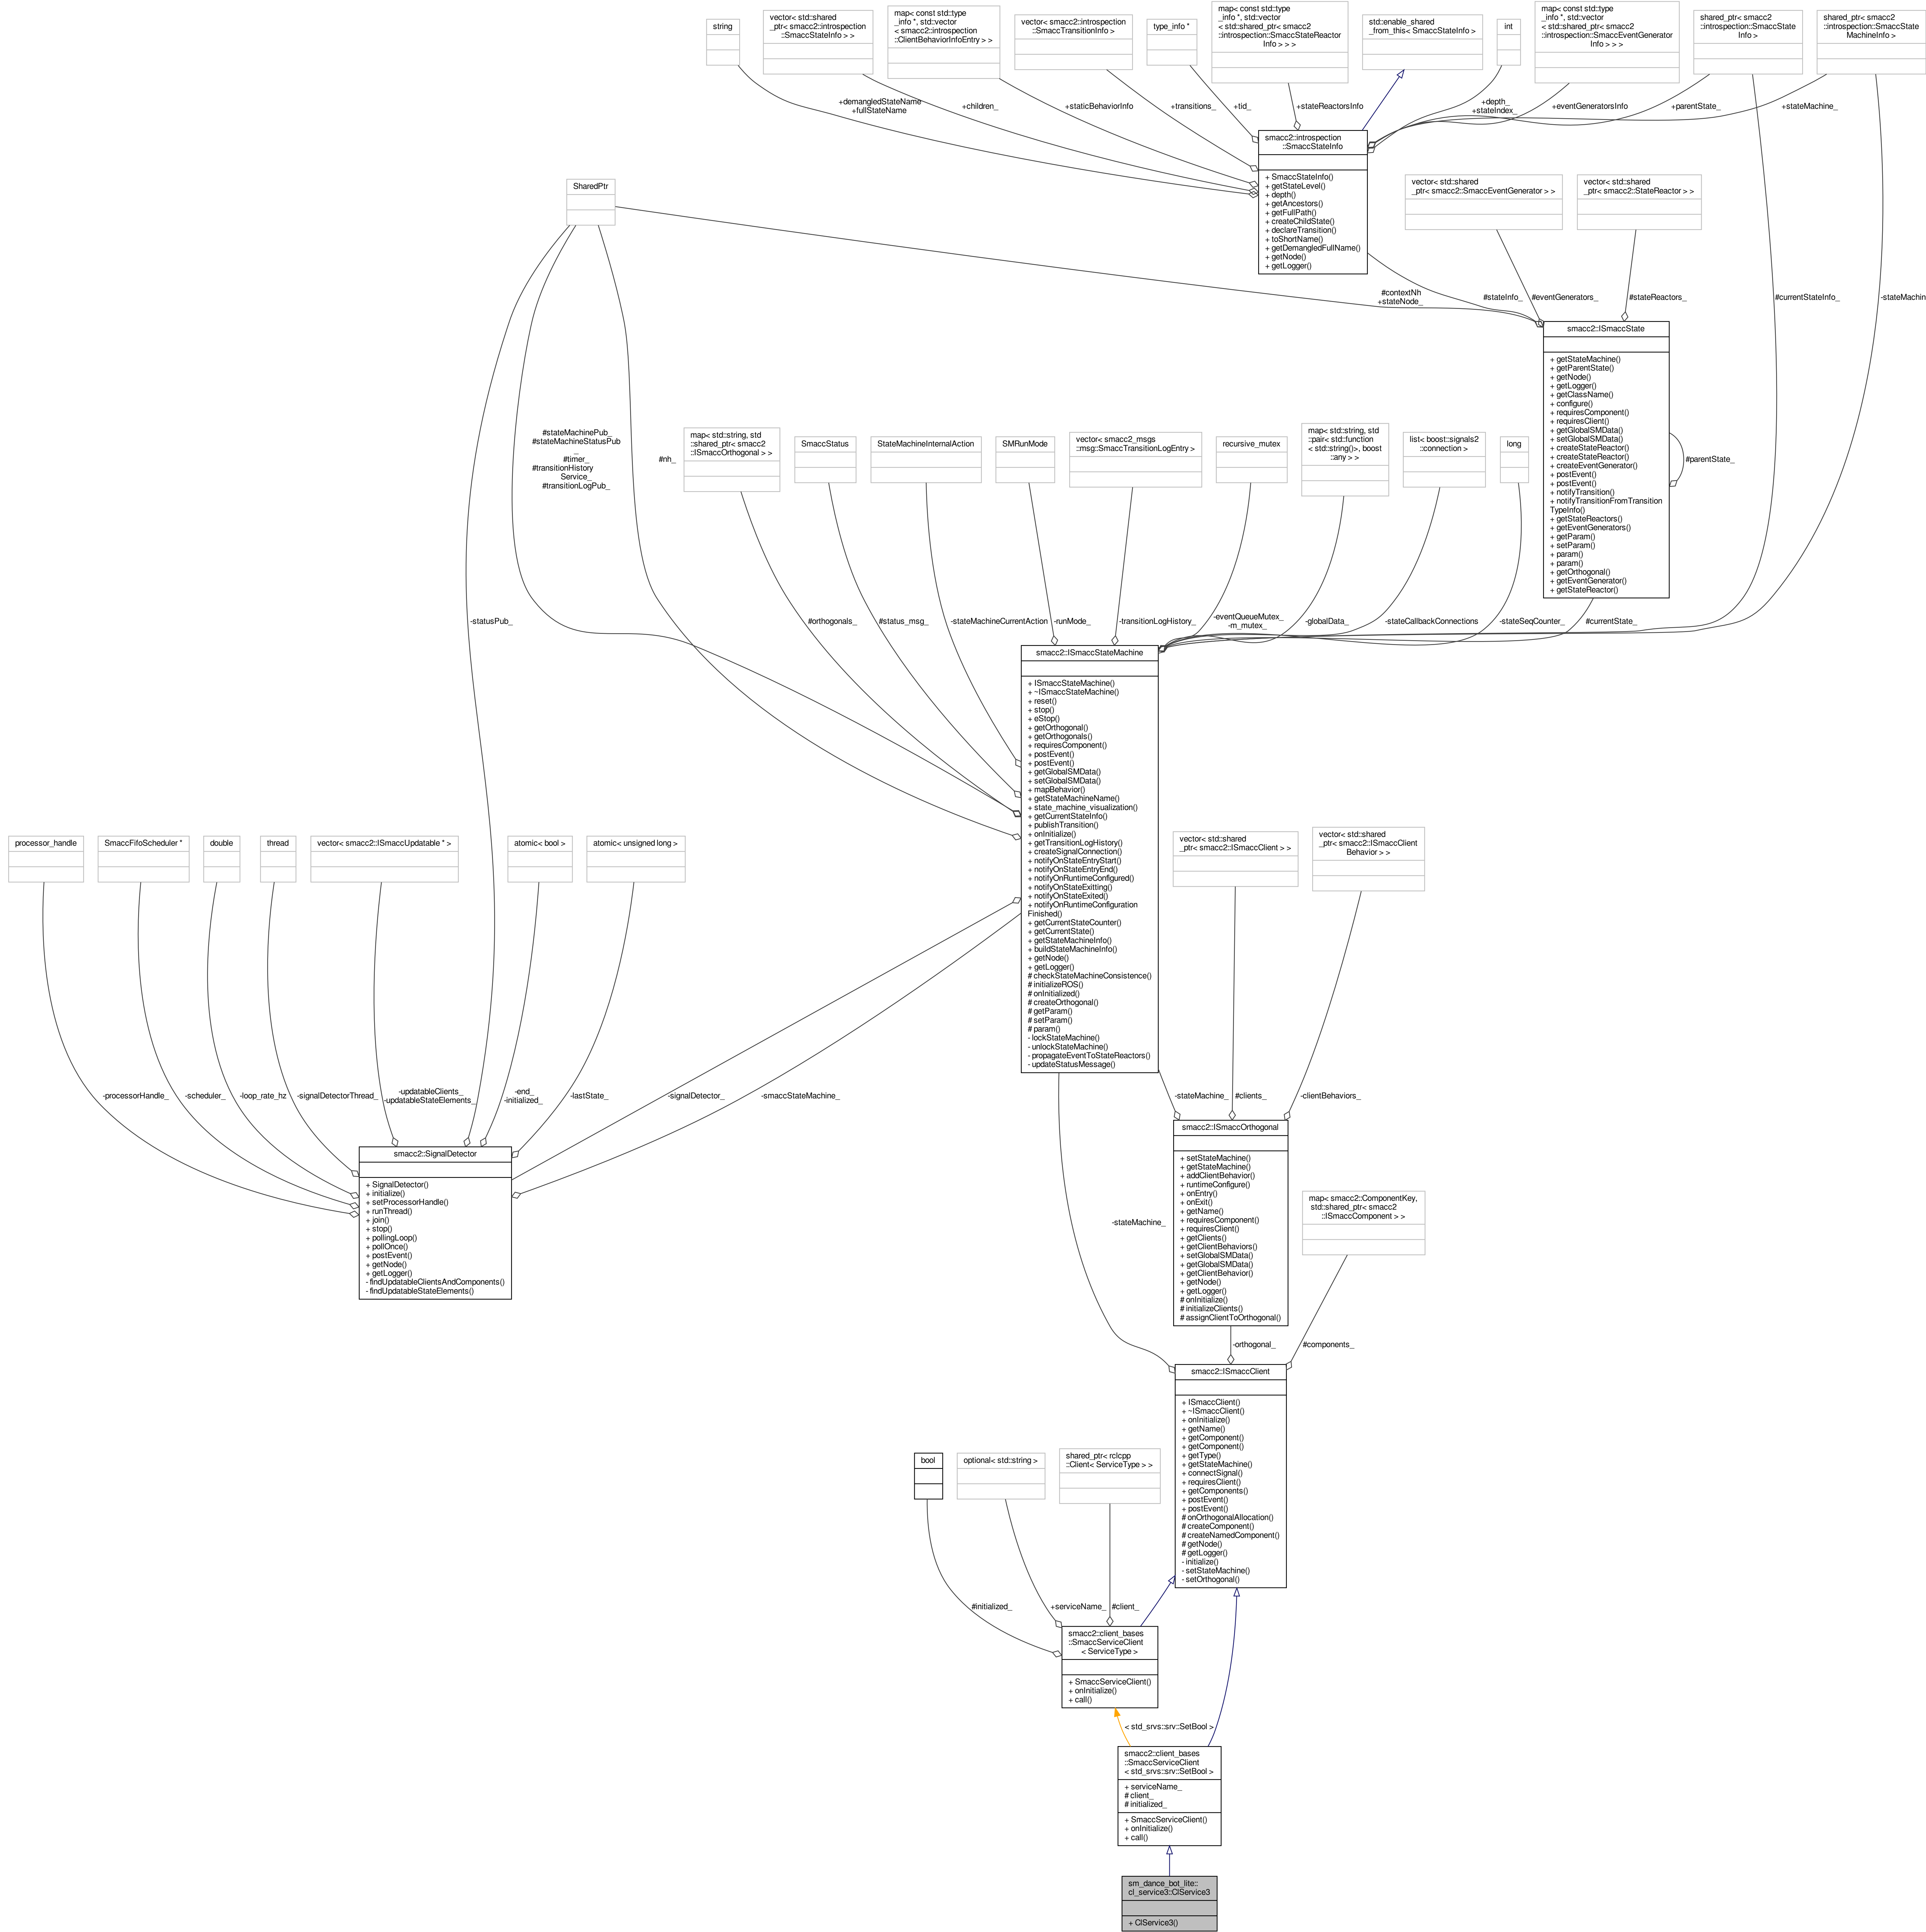 string
vector< std::shared
_ptr< smacc2::introspection
::SmaccStateInfo > >
map< const std::type
_info *, std::vector
< smacc2::introspection
::ClientBehaviorInfoEntry > >
vector< smacc2::introspection
::SmaccTransitionInfo >
type_info *
map< const std::type
_info *, std::vector
< std::shared_ptr< smacc2
::introspection::SmaccStateReactor
Info > > >
std::enable_shared
_from_this< SmaccStateInfo >
int
map< const std::type
_info *, std::vector
< std::shared_ptr< smacc2
::introspection::SmaccEventGenerator
Info > > >
shared_ptr< smacc2
::introspection::SmaccState
Info >
shared_ptr< smacc2
::introspection::SmaccState
MachineInfo >
+demangledStateName
+fullStateName
+children_
+staticBehaviorInfo
+transitions_
+tid_
+stateReactorsInfo
+depth_
+stateIndex_
+eventGeneratorsInfo
+parentState_
+stateMachine_
smacc2::introspection
::SmaccStateInfo
+ SmaccStateInfo()
+ getStateLevel()
+ depth()
+ getAncestors()
+ getFullPath()
+ createChildState()
+ declareTransition()
+ toShortName()
+ getDemangledFullName()
+ getNode()
+ getLogger()
SharedPtr
vector< std::shared
_ptr< smacc2::SmaccEventGenerator > >
vector< std::shared
_ptr< smacc2::StateReactor > >
#contextNh
+stateNode_
#stateInfo_
#eventGenerators_
#stateReactors_
#currentStateInfo_
-stateMachin
smacc2::ISmaccState
+ getStateMachine()
+ getParentState()
+ getNode()
+ getLogger()
+ getClassName()
+ configure()
+ requiresComponent()
+ requiresClient()
+ getGlobalSMData()
+ setGlobalSMData()
+ createStateReactor()
+ createStateReactor()
+ createEventGenerator()
+ postEvent()
+ postEvent()
+ notifyTransition()
+ notifyTransitionFromTransition
TypeInfo()
+ getStateReactors()
+ getEventGenerators()
+ getParam()
+ setParam()
+ param()
+ param()
+ getOrthogonal()
+ getEventGenerator()
+ getStateReactor()
#parentState_
#stateMachinePub_
#stateMachineStatusPub
_
#timer_
#transitionHistory
Service_
#transitionLogPub_
#nh_
map< std::string, std
::shared_ptr< smacc2
::ISmaccOrthogonal > >
SmaccStatus
StateMachineInternalAction
SMRunMode
vector< smacc2_msgs
::msg::SmaccTransitionLogEntry >
recursive_mutex
map< std::string, std
::pair< std::function
< std::string()>, boost
::any > >
list< boost::signals2
::connection >
long
-statusPub_
#orthogonals_
#status_msg_
-stateMachineCurrentAction
-runMode_
-transitionLogHistory_
-eventQueueMutex_
-m_mutex_
-globalData_
-stateCallbackConnections
-stateSeqCounter_
#currentState_
smacc2::ISmaccStateMachine
+ ISmaccStateMachine()
+ ~ISmaccStateMachine()
+ reset()
+ stop()
+ eStop()
+ getOrthogonal()
+ getOrthogonals()
+ requiresComponent()
+ postEvent()
+ postEvent()
+ getGlobalSMData()
+ setGlobalSMData()
+ mapBehavior()
+ getStateMachineName()
+ state_machine_visualization()
+ getCurrentStateInfo()
+ publishTransition()
+ onInitialize()
+ getTransitionLogHistory()
+ createSignalConnection()
+ notifyOnStateEntryStart()
+ notifyOnStateEntryEnd()
+ notifyOnRuntimeConfigured()
+ notifyOnStateExitting()
+ notifyOnStateExited()
+ notifyOnRuntimeConfiguration
Finished()
+ getCurrentStateCounter()
+ getCurrentState()
+ getStateMachineInfo()
+ buildStateMachineInfo()
+ getNode()
+ getLogger()
# checkStateMachineConsistence()
# initializeROS()
# onInitialized()
# createOrthogonal()
# getParam()
# setParam()
# param()
- lockStateMachine()
- unlockStateMachine()
- propagateEventToStateReactors()
- updateStatusMessage()
processor_handle
SmaccFifoScheduler *
double
thread
vector< smacc2::ISmaccUpdatable * >
atomic< bool >
atomic< unsigned long >
vector< std::shared
_ptr< smacc2::ISmaccClient > >
vector< std::shared
_ptr< smacc2::ISmaccClient
Behavior > >
-processorHandle_
-scheduler_
-loop_rate_hz
-signalDetectorThread_
-updatableClients_
-updatableStateElements_
-end_
-initialized_
-lastState_
-signalDetector_
-smaccStateMachine_
-stateMachine_
#clients_
-clientBehaviors_
smacc2::SignalDetector
+ SignalDetector()
+ initialize()
+ setProcessorHandle()
+ runThread()
+ join()
+ stop()
+ pollingLoop()
+ pollOnce()
+ postEvent()
+ getNode()
+ getLogger()
- findUpdatableClientsAndComponents()
- findUpdatableStateElements()
smacc2::ISmaccOrthogonal
+ setStateMachine()
+ getStateMachine()
+ addClientBehavior()
+ runtimeConfigure()
+ onEntry()
+ onExit()
+ getName()
+ requiresComponent()
+ requiresClient()
+ getClients()
+ getClientBehaviors()
+ setGlobalSMData()
+ getGlobalSMData()
+ getClientBehavior()
+ getNode()
+ getLogger()
# onInitialize()
# initializeClients()
# assignClientToOrthogonal()
map< smacc2::ComponentKey,
std::shared_ptr< smacc2
::ISmaccComponent > >
-stateMachine_
-orthogonal_
#components_
smacc2::ISmaccClient
+ ISmaccClient()
+ ~ISmaccClient()
+ onInitialize()
+ getName()
+ getComponent()
+ getComponent()
+ getType()
+ getStateMachine()
+ connectSignal()
+ requiresClient()
+ getComponents()
+ postEvent()
+ postEvent()
# onOrthogonalAllocation()
# createComponent()
# createNamedComponent()
# getNode()
# getLogger()
- initialize()
- setStateMachine()
- setOrthogonal()
bool
optional< std::string >
shared_ptr< rclcpp
::Client< ServiceType > >
#initialized_
+serviceName_
#client_
smacc2::client_bases
::SmaccServiceClient
< ServiceType >
+ SmaccServiceClient()
+ onInitialize()
+ call()
< std_srvs::srv::SetBool >
smacc2::client_bases
::SmaccServiceClient
< std_srvs::srv::SetBool >
+ serviceName_
# client_
# initialized_
+ SmaccServiceClient()
+ onInitialize()
+ call()
sm_dance_bot_lite::
cl_service3::ClService3
+ ClService3()